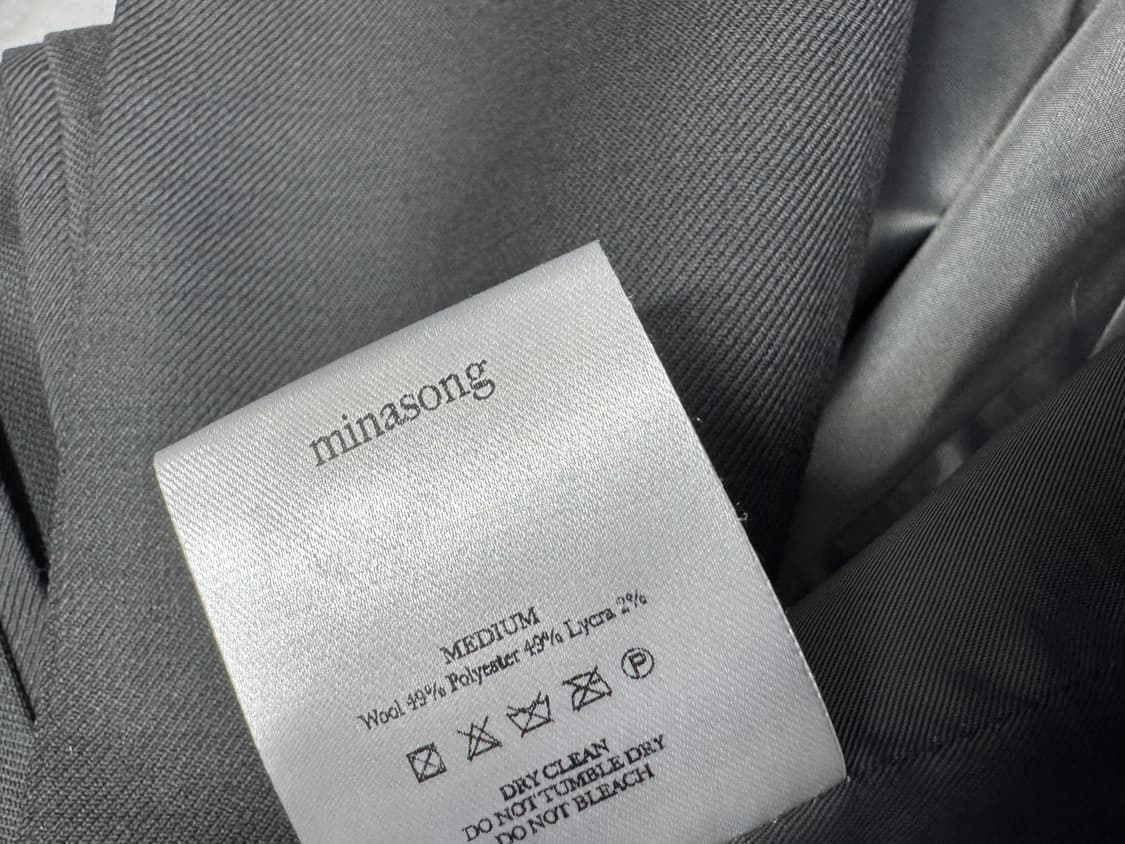 minasong
MEDIUM
Wool 49% Polyester 49% Lycra 2%
P
DRY CLEAN
DO NOT TUMBLE DRY
DO NOT BLEACH